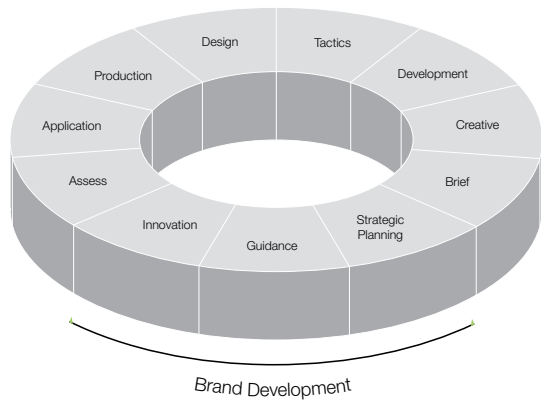 Design
Tactics
Production
Development
Application
Creative
Assess
Brief
Innovation
Strategic
Planning
Guidance
Brand Development